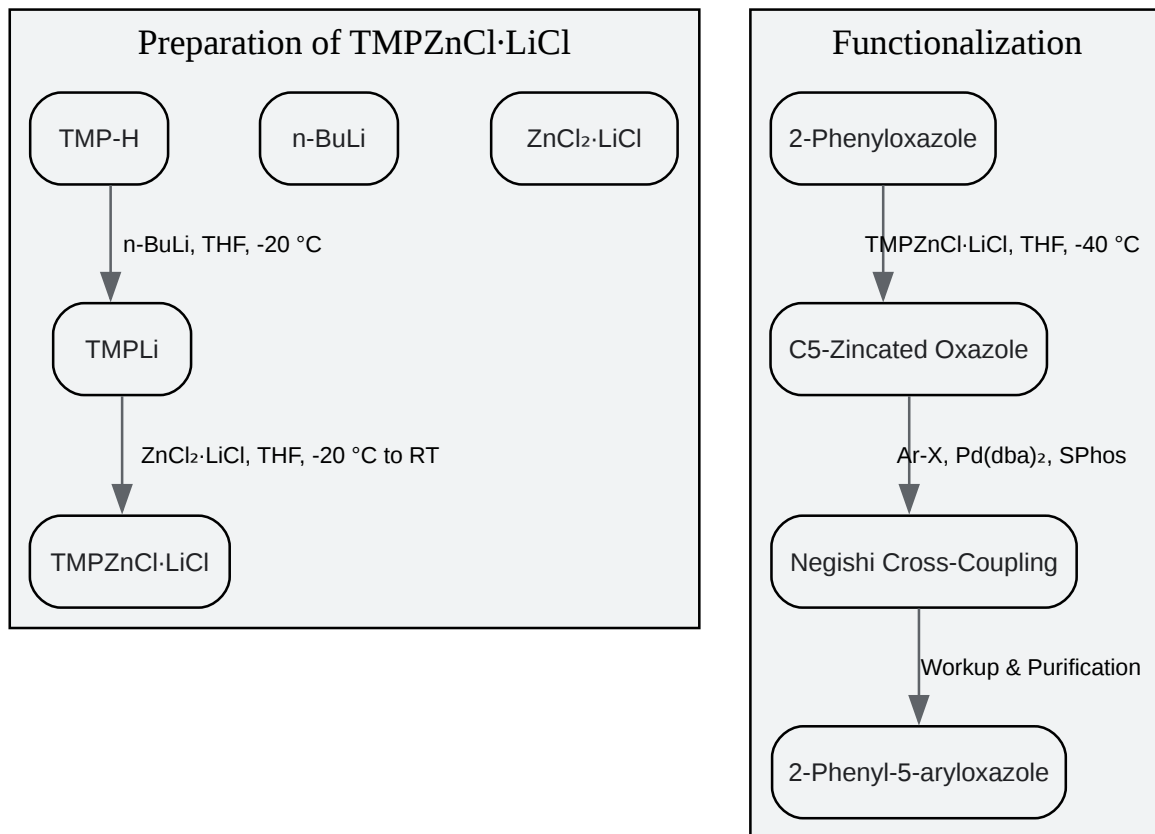 Preparation of TMPZnCl·LiCl
TMP-H
n-BuLi
ZnCl₂·LiCl
n-BuLi, THF, -20 °C
TMPLi
ZnCl₂·LiCl, THF, -20 °C to RT
TMPZnCl·LiCl
Functionalization
2-Phenyloxazole
TMPZnCl·LiCl, THF, -40 °C
C5-Zincated Oxazole
Ar-X, Pd(dba)₂, SPhos
Negishi Cross-Coupling
Workup & Purification
2-Phenyl-5-aryloxazole